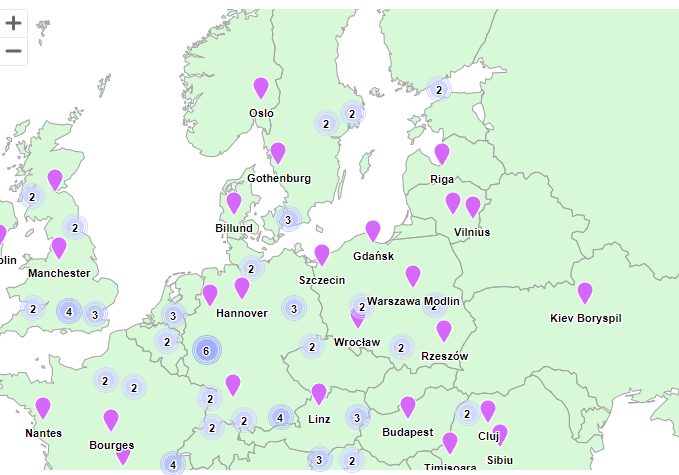 +
−
2
2
2
Oslo
Gothenburg
Riga
2
2
Billund
3
Vilnius
olin
Manchester
Gdańsk
2
Szczecin
Warszawa Modlin
2
4
3
3
Hannover
3
2
2
Kiev Boryspil
2
6
2
Wrocław
2
Rzeszów
2
2
2
Linz
Nantes
Bourges
2
2
4
3
Budapest
2
Cluj
4
3
2
Timisoara
Sibiu